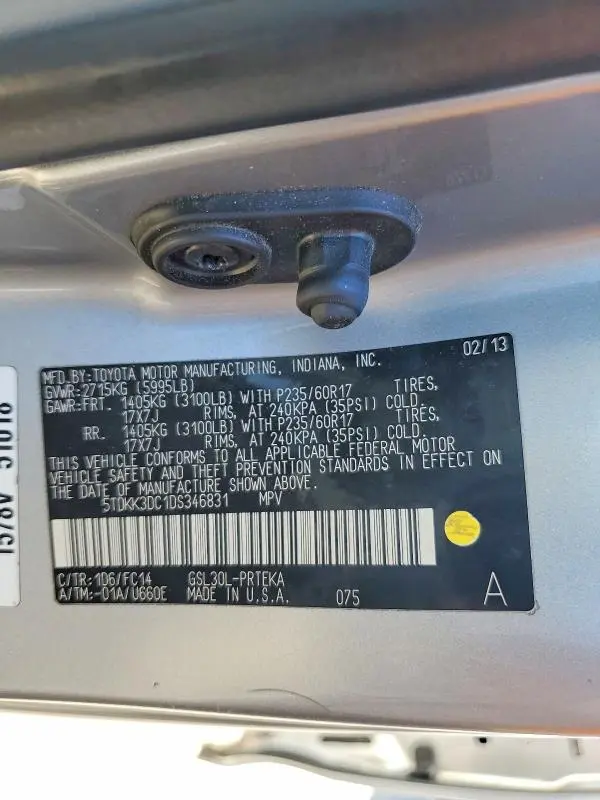 MFD.BY:TOYOTA MOTOR MANUFACTURING, INDIANA, INC. 02/13
GVWR:2715KG (5995LB)
GAWR:FRT. 1405KG (3100LB) WITH P235/60R17 TIRES,
17X7J RIMS, AT 240KPA (35PSI) COLD.
RR. 1405KG (3100LB) WITH P235/60R17 TIRES,
17X7J RIMS, AT 240KPA (35PSI) COLD.
THIS VEHICLE CONFORMS TO ALL APPLICABLE FEDERAL MOTOR
VEHICLE SAFETY AND THEFT PREVENTION STANDARDS IN EFFECT
ON THE DATE OF MANUFACTURE SHOWN ABOVE.
5TDKK3DC1DS346831 MPV
C/TR:1D6/FC14 GSL30L-PRTEKA
A/TM:-01A/U660E MADE IN U.S.A. 075 A